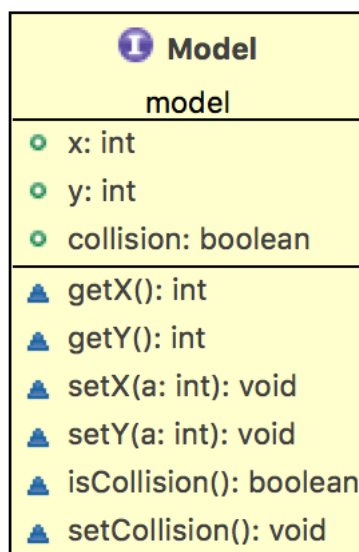 I Model
model
x: int
y: int
collision: boolean
getX(): int
getY(): int
setX(a: int): void
setY(a: int): void
isCollision(): boolean
setCollision(): void